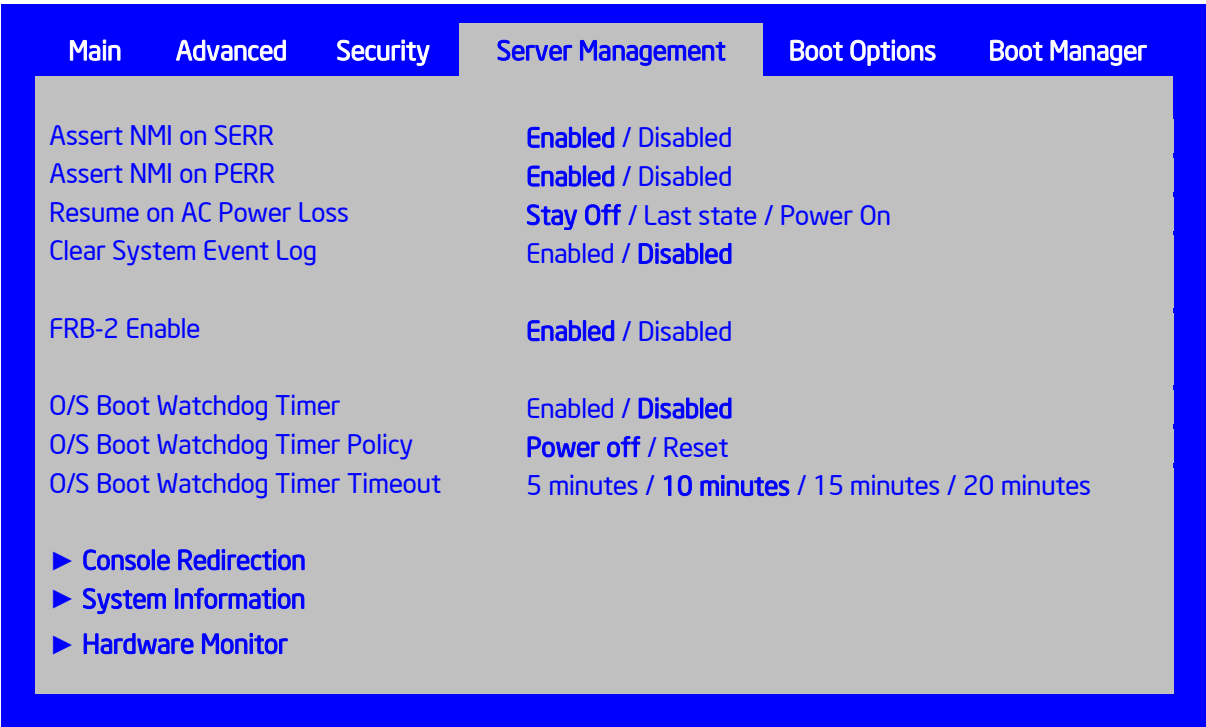 Main Advanced Security Server Management Boot Options Boot Manager
Assert NMI on SERR Enabled / Disabled
Assert NMI on PERR Enabled / Disabled
Resume on AC Power Loss Stay Off / Last state / Power On
Clear System Event Log Enabled / Disabled
FRB-2 Enable Enabled / Disabled
O/S Boot Watchdog Timer Enabled / Disabled
O/S Boot Watchdog Timer Policy Power off / Reset
O/S Boot Watchdog Timer Timeout 5 minutes / 10 minutes / 15 minutes / 20 minutes
► Console Redirection
► System Information
► Hardware Monitor